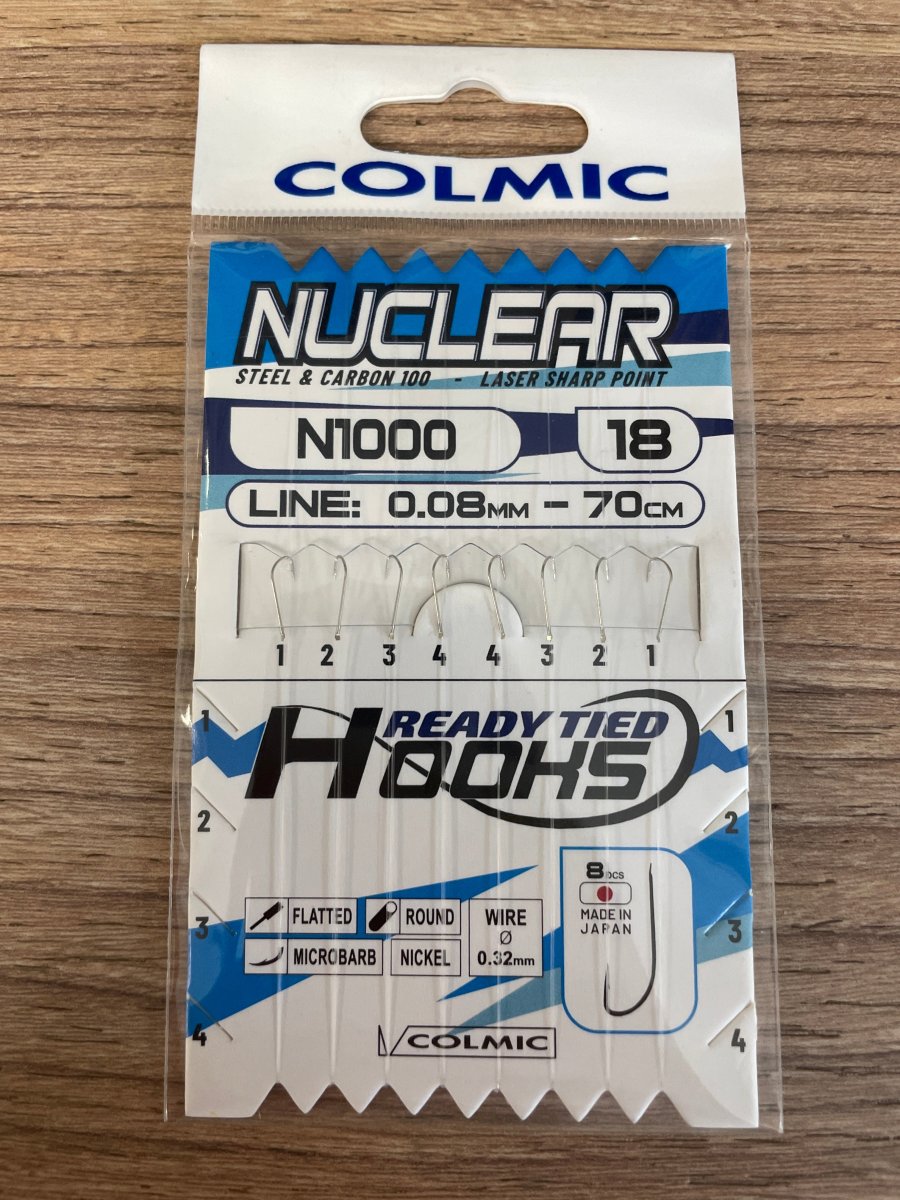 COLMIC
NUCLEAR
STEEL & CARBON 100 - LASER SHARP POINT
N1000 18
LINE: 0.08MM - 70CM
1 2 3 4 4 3 2 1
READY TIED
HOOKS
1 1
2 2
3 3
4 4
8PCS
MADE IN
JAPAN
FLATTED ROUND WIRE
Ø
MICROBARB NICKEL 0.32mm
COLMIC